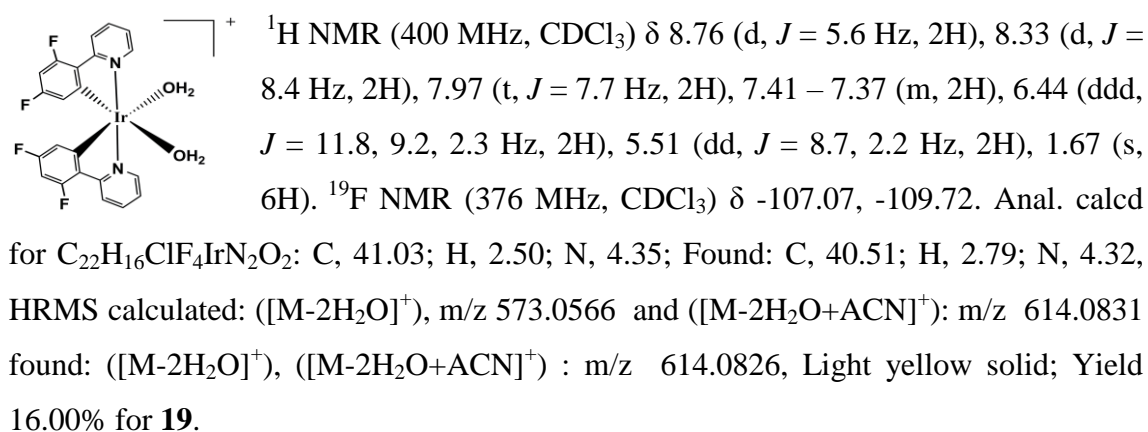 ¹H NMR (400 MHz, CDCl₃) δ 8.76 (d, J = 5.6 Hz, 2H), 8.33 (d, J =
8.4 Hz, 2H), 7.97 (t, J = 7.7 Hz, 2H), 7.41 – 7.37 (m, 2H), 6.44 (ddd,
J = 11.8, 9.2, 2.3 Hz, 2H), 5.51 (dd, J = 8.7, 2.2 Hz, 2H), 1.67 (s,
6H). ¹⁹F NMR (376 MHz, CDCl₃) δ -107.07, -109.72. Anal. calcd
for C₂₂H₁₆ClF₄IrN₂O₂: C, 41.03; H, 2.50; N, 4.35; Found: C, 40.51; H, 2.79; N, 4.32,
HRMS calculated: ([M-2H₂O]⁺), m/z 573.0566 and ([M-2H₂O+ACN]⁺): m/z 614.0831
found: ([M-2H₂O]⁺), ([M-2H₂O+ACN]⁺) : m/z 614.0826, Light yellow solid; Yield
16.00% for 19.
+
F
F
N
OH₂
Ir
OH₂
F
N
F